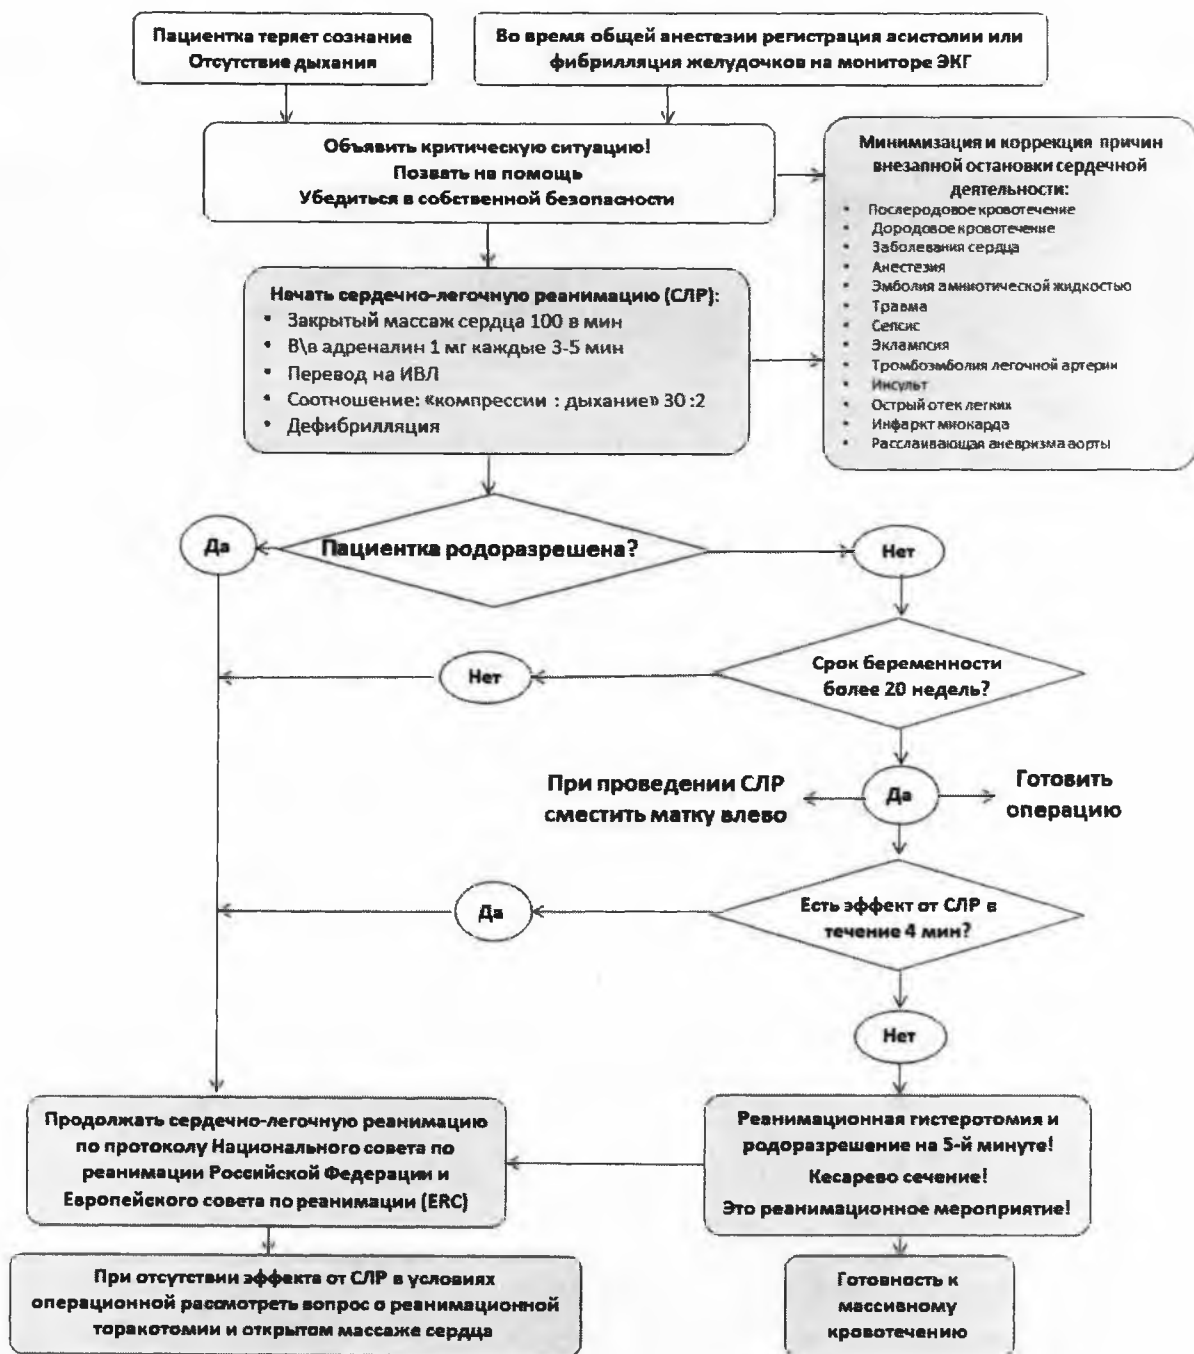 Пациентка теряет сознание
Отсутствие дыхания
Во время общей анестезии регистрация асистолии или
фибрилляция желудочков на мониторе ЭКГ
Объявить критическую ситуацию!
Позвать на помощь
Убедиться в собственной безопасности
Минимизация и коррекция причин
внезапной остановки сердечной
деятельности:
• Послеродовое кровотечение
• Дородовое кровотечение
• Заболевания сердца
• Анестезия
• Эмболия амниотической жидкостью
• Травма
• Сепсис
• Эклампсия
• Тромбоэмболия легочной артерии
• Инсульт
• Острый отек легких
• Инфаркт миокарда
• Расслаивающая аневризма аорты
Начать сердечно-легочную реанимацию (СЛР):
• Закрытый массаж сердца 100 в мин
• В\в адреналин 1 мг каждые 3-5 мин
• Перевод на ИВЛ
• Соотношение: «компрессии : дыхание» 30 :2
• Дефибрилляция
Да
Пациентка родоразрешена?
Нет
Срок беременности
более 20 недель?
Нет
При проведении СЛР
сместить матку влево
Да
Готовить
операцию
Есть эффект от СЛР в
течение 4 мин?
Да
Нет
Продолжать сердечно-легочную реанимацию
по протоколу Национального совета по
реанимации Российской Федерации и
Европейского совета по реанимации (ERC)
Реанимационная гистеротомия и
родоразрешение на 5-й минуте!
Кесарево сечение!
Это реанимационное мероприятие!
При отсутствии эффекта от СЛР в условиях
операционной рассмотреть вопрос о реанимационной
торакотомии и открытом массаже сердца
Готовность к
массивному
кровотечению